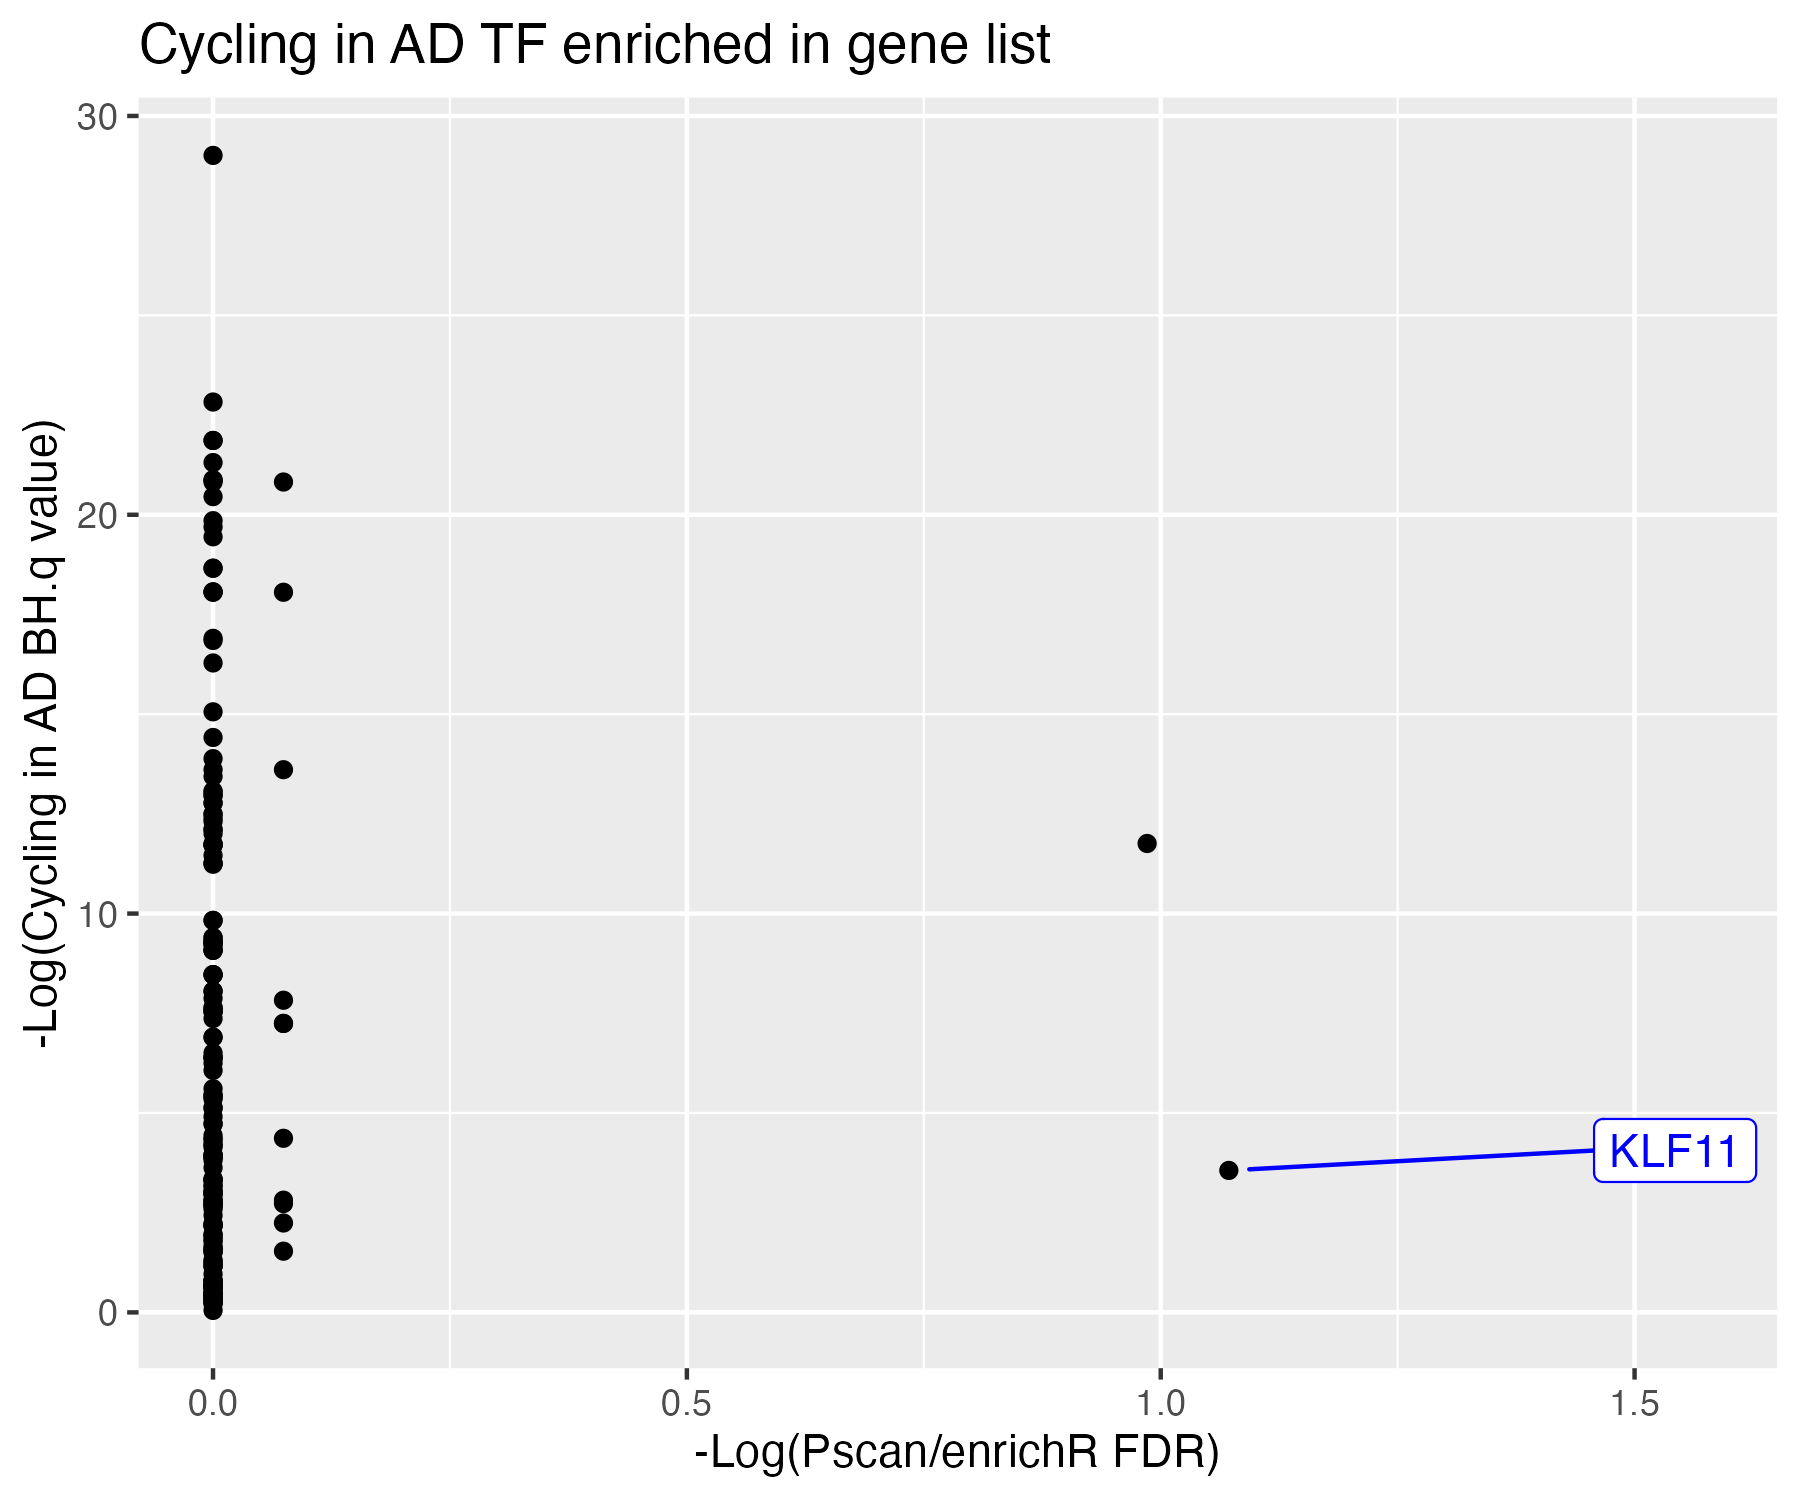 Cycling in AD TF enriched in gene list
-Log(Cycling in AD BH.q value)
30
20
10
0
KLF11
0.0 0.5 1.0 1.5
-Log(Pscan/enrichR FDR)